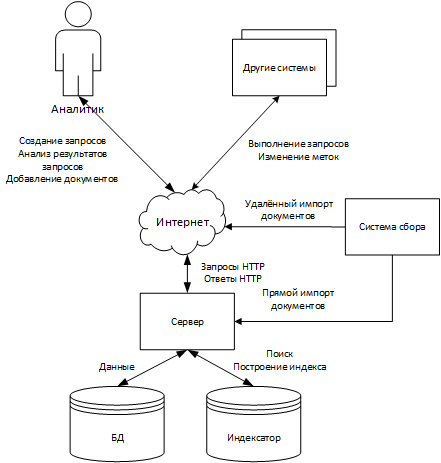 Другие системы
Аналитик
Создание запросов
Анализ результатов
запросов
Добавление документов
Выполнение запросов
Изменение меток
Интернет
Удалённый импорт
документов
Система сбора
Запросы HTTP
Ответы HTTP
Прямой импорт
документов
Сервер
Данные
Поиск
Построение индекса
БД
Индексатор